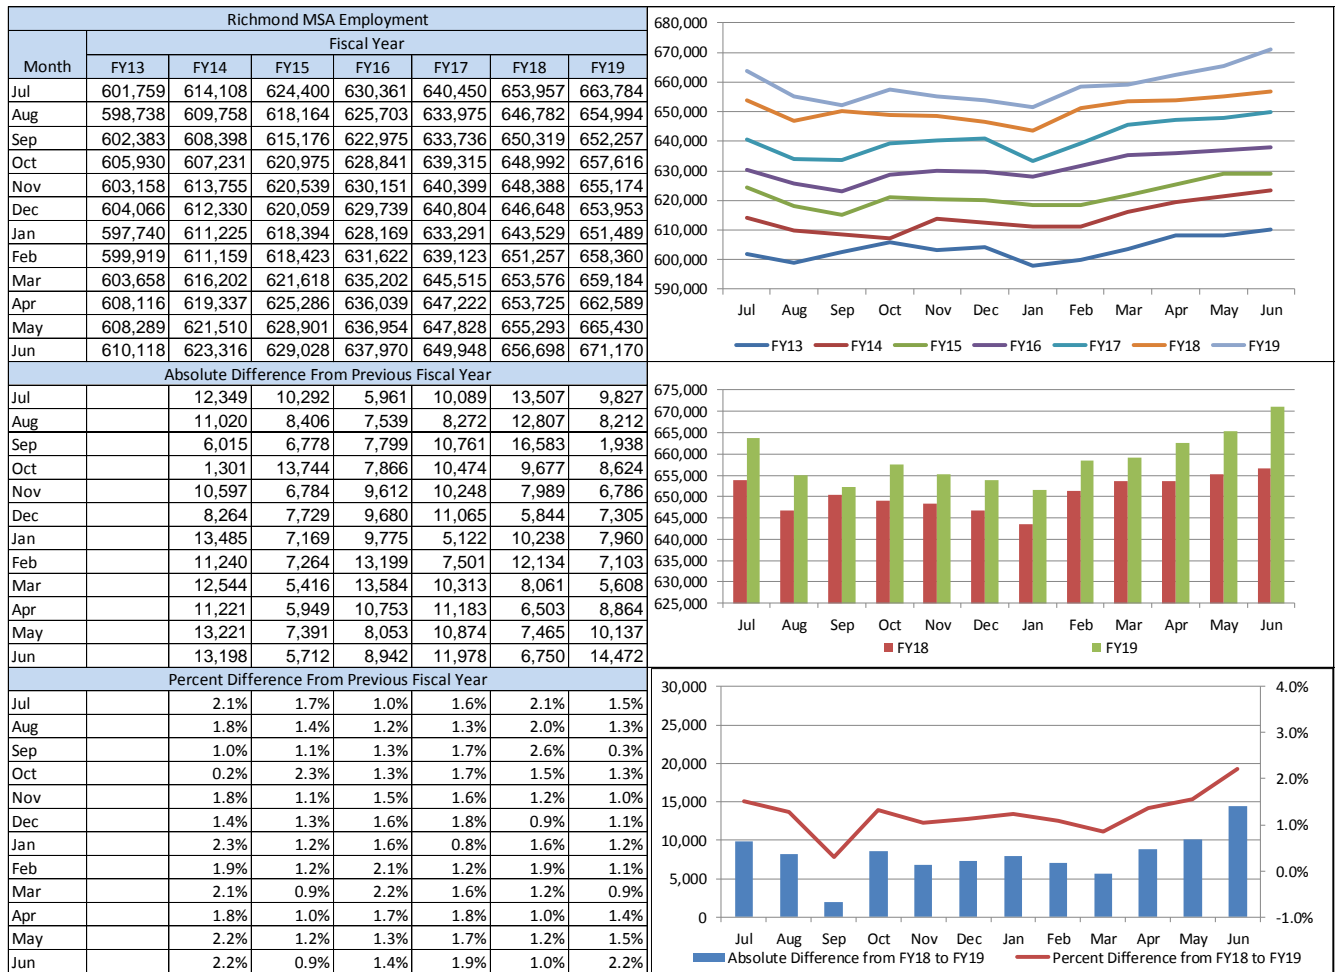 Richmond MSA Employment
Fiscal Year
Month FY13 FY14 FY15 FY16 FY17 FY18 FY19
Jul 601,759 614,108 624,400 630,361 640,450 653,957 663,784
Aug 598,738 609,758 618,164 625,703 633,975 646,782 654,994
Sep 602,383 608,398 615,176 622,975 633,736 650,319 652,257
Oct 605,930 607,231 620,975 628,841 639,315 648,992 657,616
Nov 603,158 613,755 620,539 630,151 640,399 648,388 655,174
Dec 604,066 612,330 620,059 629,739 640,804 646,648 653,953
Jan 597,740 611,225 618,394 628,169 633,291 643,529 651,489
Feb 599,919 611,159 618,423 631,622 639,123 651,257 658,360
Mar 603,658 616,202 621,618 635,202 645,515 653,576 659,184
Apr 608,116 619,337 625,286 636,039 647,222 653,725 662,589
May 608,289 621,510 628,901 636,954 647,828 655,293 665,430
Jun 610,118 623,316 629,028 637,970 649,948 656,698 671,170
Absolute Difference From Previous Fiscal Year
Jul 12,349 10,292 5,961 10,089 13,507 9,827
Aug 11,020 8,406 7,539 8,272 12,807 8,212
Sep 6,015 6,778 7,799 10,761 16,583 1,938
Oct 1,301 13,744 7,866 10,474 9,677 8,624
Nov 10,597 6,784 9,612 10,248 7,989 6,786
Dec 8,264 7,729 9,680 11,065 5,844 7,305
Jan 13,485 7,169 9,775 5,122 10,238 7,960
Feb 11,240 7,264 13,199 7,501 12,134 7,103
Mar 12,544 5,416 13,584 10,313 8,061 5,608
Apr 11,221 5,949 10,753 11,183 6,503 8,864
May 13,221 7,391 8,053 10,874 7,465 10,137
Jun 13,198 5,712 8,942 11,978 6,750 14,472
Percent Difference From Previous Fiscal Year
Jul 2.1% 1.7% 1.0% 1.6% 2.1% 1.5%
Aug 1.8% 1.4% 1.2% 1.3% 2.0% 1.3%
Sep 1.0% 1.1% 1.3% 1.7% 2.6% 0.3%
Oct 0.2% 2.3% 1.3% 1.7% 1.5% 1.3%
Nov 1.8% 1.1% 1.5% 1.6% 1.2% 1.0%
Dec 1.4% 1.3% 1.6% 1.8% 0.9% 1.1%
Jan 2.3% 1.2% 1.6% 0.8% 1.6% 1.2%
Feb 1.9% 1.2% 2.1% 1.2% 1.9% 1.1%
Mar 2.1% 0.9% 2.2% 1.6% 1.2% 0.9%
Apr 1.8% 1.0% 1.7% 1.8% 1.0% 1.4%
May 2.2% 1.2% 1.3% 1.7% 1.2% 1.5%
Jun 2.2% 0.9% 1.4% 1.9% 1.0% 2.2%
680,000
670,000
660,000
650,000
640,000
630,000
620,000
610,000
600,000
590,000
Jul Aug Sep Oct Nov Dec Jan Feb Mar Apr May Jun
FY13 FY14 FY15 FY16 FY17 FY18 FY19
675,000
670,000
665,000
660,000
655,000
650,000
645,000
640,000
635,000
630,000
625,000
Jul Aug Sep Oct Nov Dec Jan Feb Mar Apr May Jun
FY18 FY19
30,000 4.0%
25,000 3.0%
20,000 2.0%
15,000 1.0%
10,000 0.0%
5,000 -1.0%
0
Jul Aug Sep Oct Nov Dec Jan Feb Mar Apr May Jun
Absolute Difference from FY18 to FY19 Percent Difference from FY18 to FY19